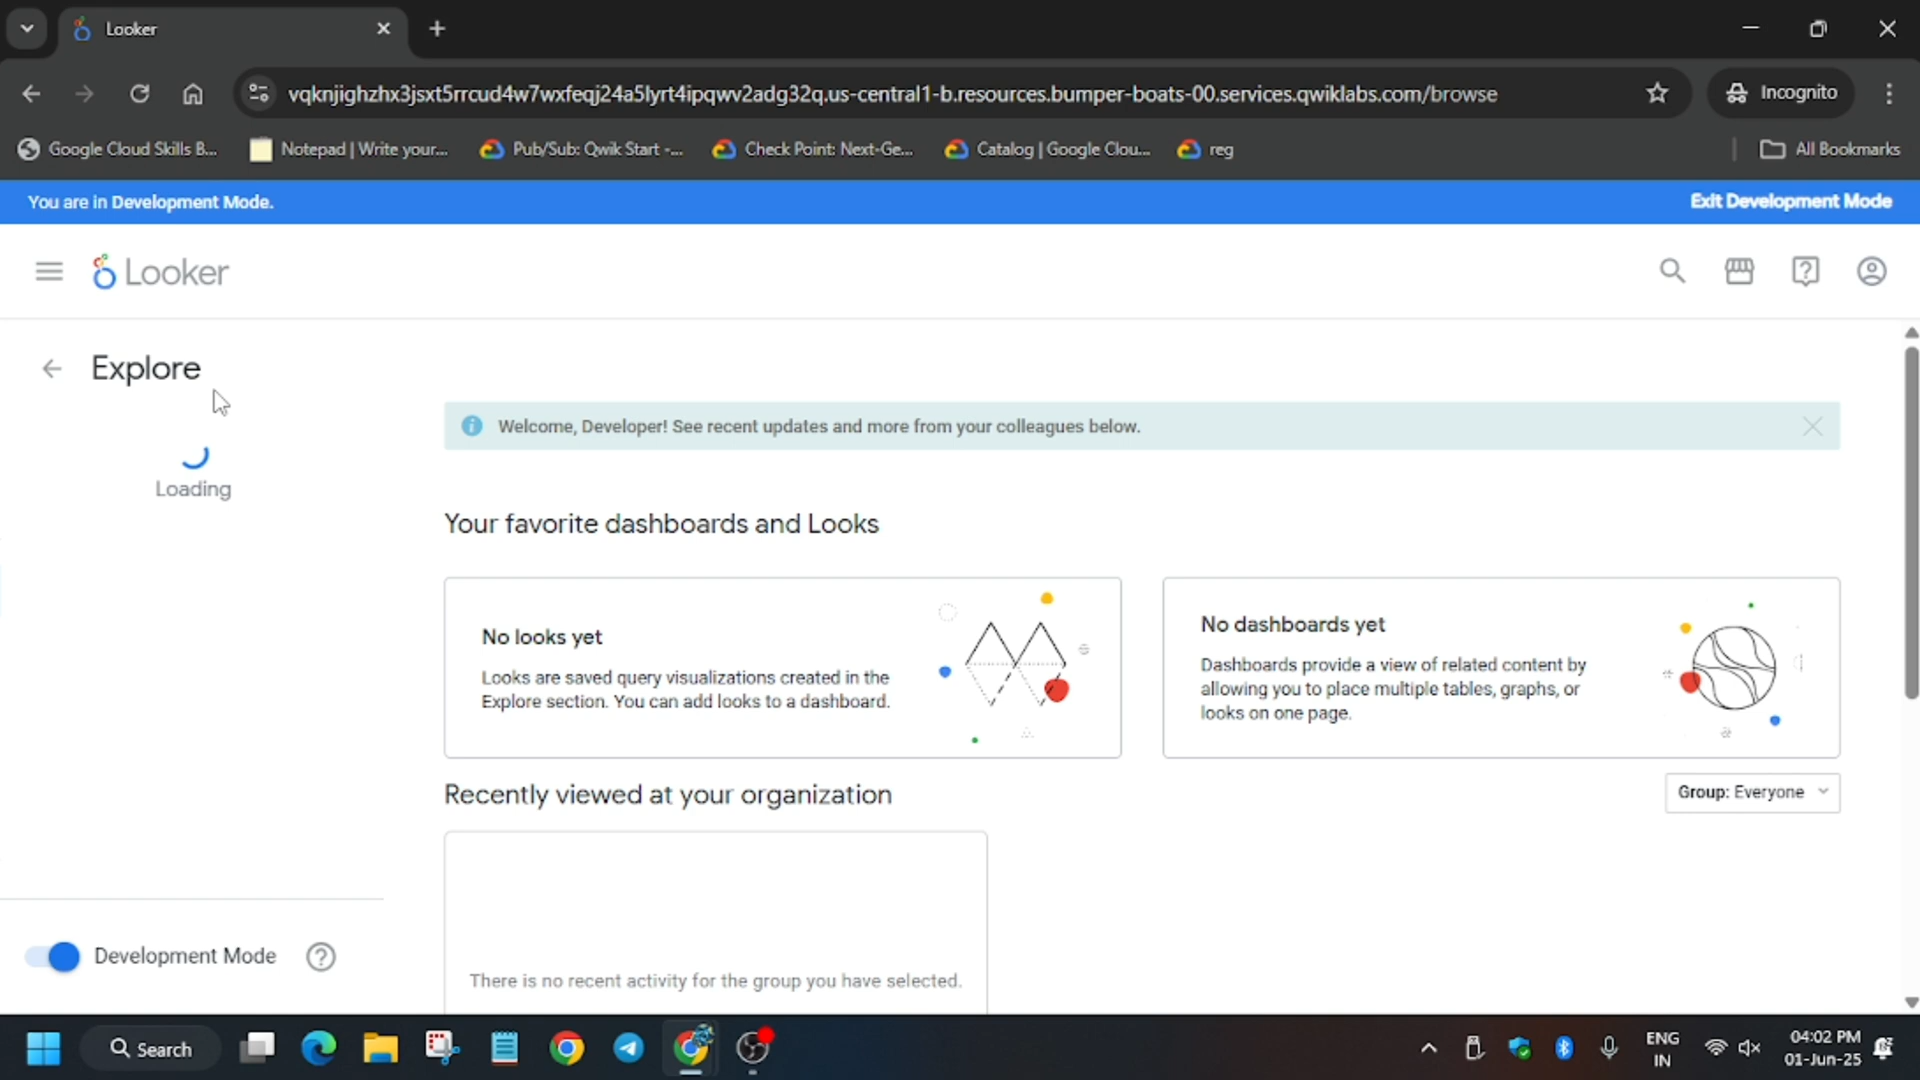 Looker
vqknjighzhx3jsxt5rrcud4w7wxfeqj24a5lyrt4ipqwv2adg32q.us-central1-b.resources.bumper-boats-00.services.qwiklabs.com/browse
Incognito
Google Cloud Skills B...
Notepad | Write your...
Pub/Sub: Qwik Start -...
Check Point: Next-Ge...
Catalog | Google Clou...
reg
All Bookmarks
You are in Development Mode.
Exit Development Mode
Looker
Explore
Loading
Welcome, Developer! See recent updates and more from your colleagues below.
Your favorite dashboards and Looks
No looks yet
Looks are saved query visualizations created in the
Explore section. You can add looks to a dashboard.
No dashboards yet
Dashboards provide a view of related content by
allowing you to place multiple tables, graphs, or
looks on one page.
Recently viewed at your organization
Group: Everyone
There is no recent activity for the group you have selected.
Development Mode
Search
ENG
IN
04:02 PM
01-Jun-25